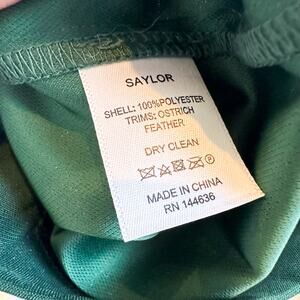 SAYLOR
SHELL: 100%POLYESTER
TRIMS: OSTRICH
FEATHER
DRY CLEAN
MADE IN CHINA
RN 144636